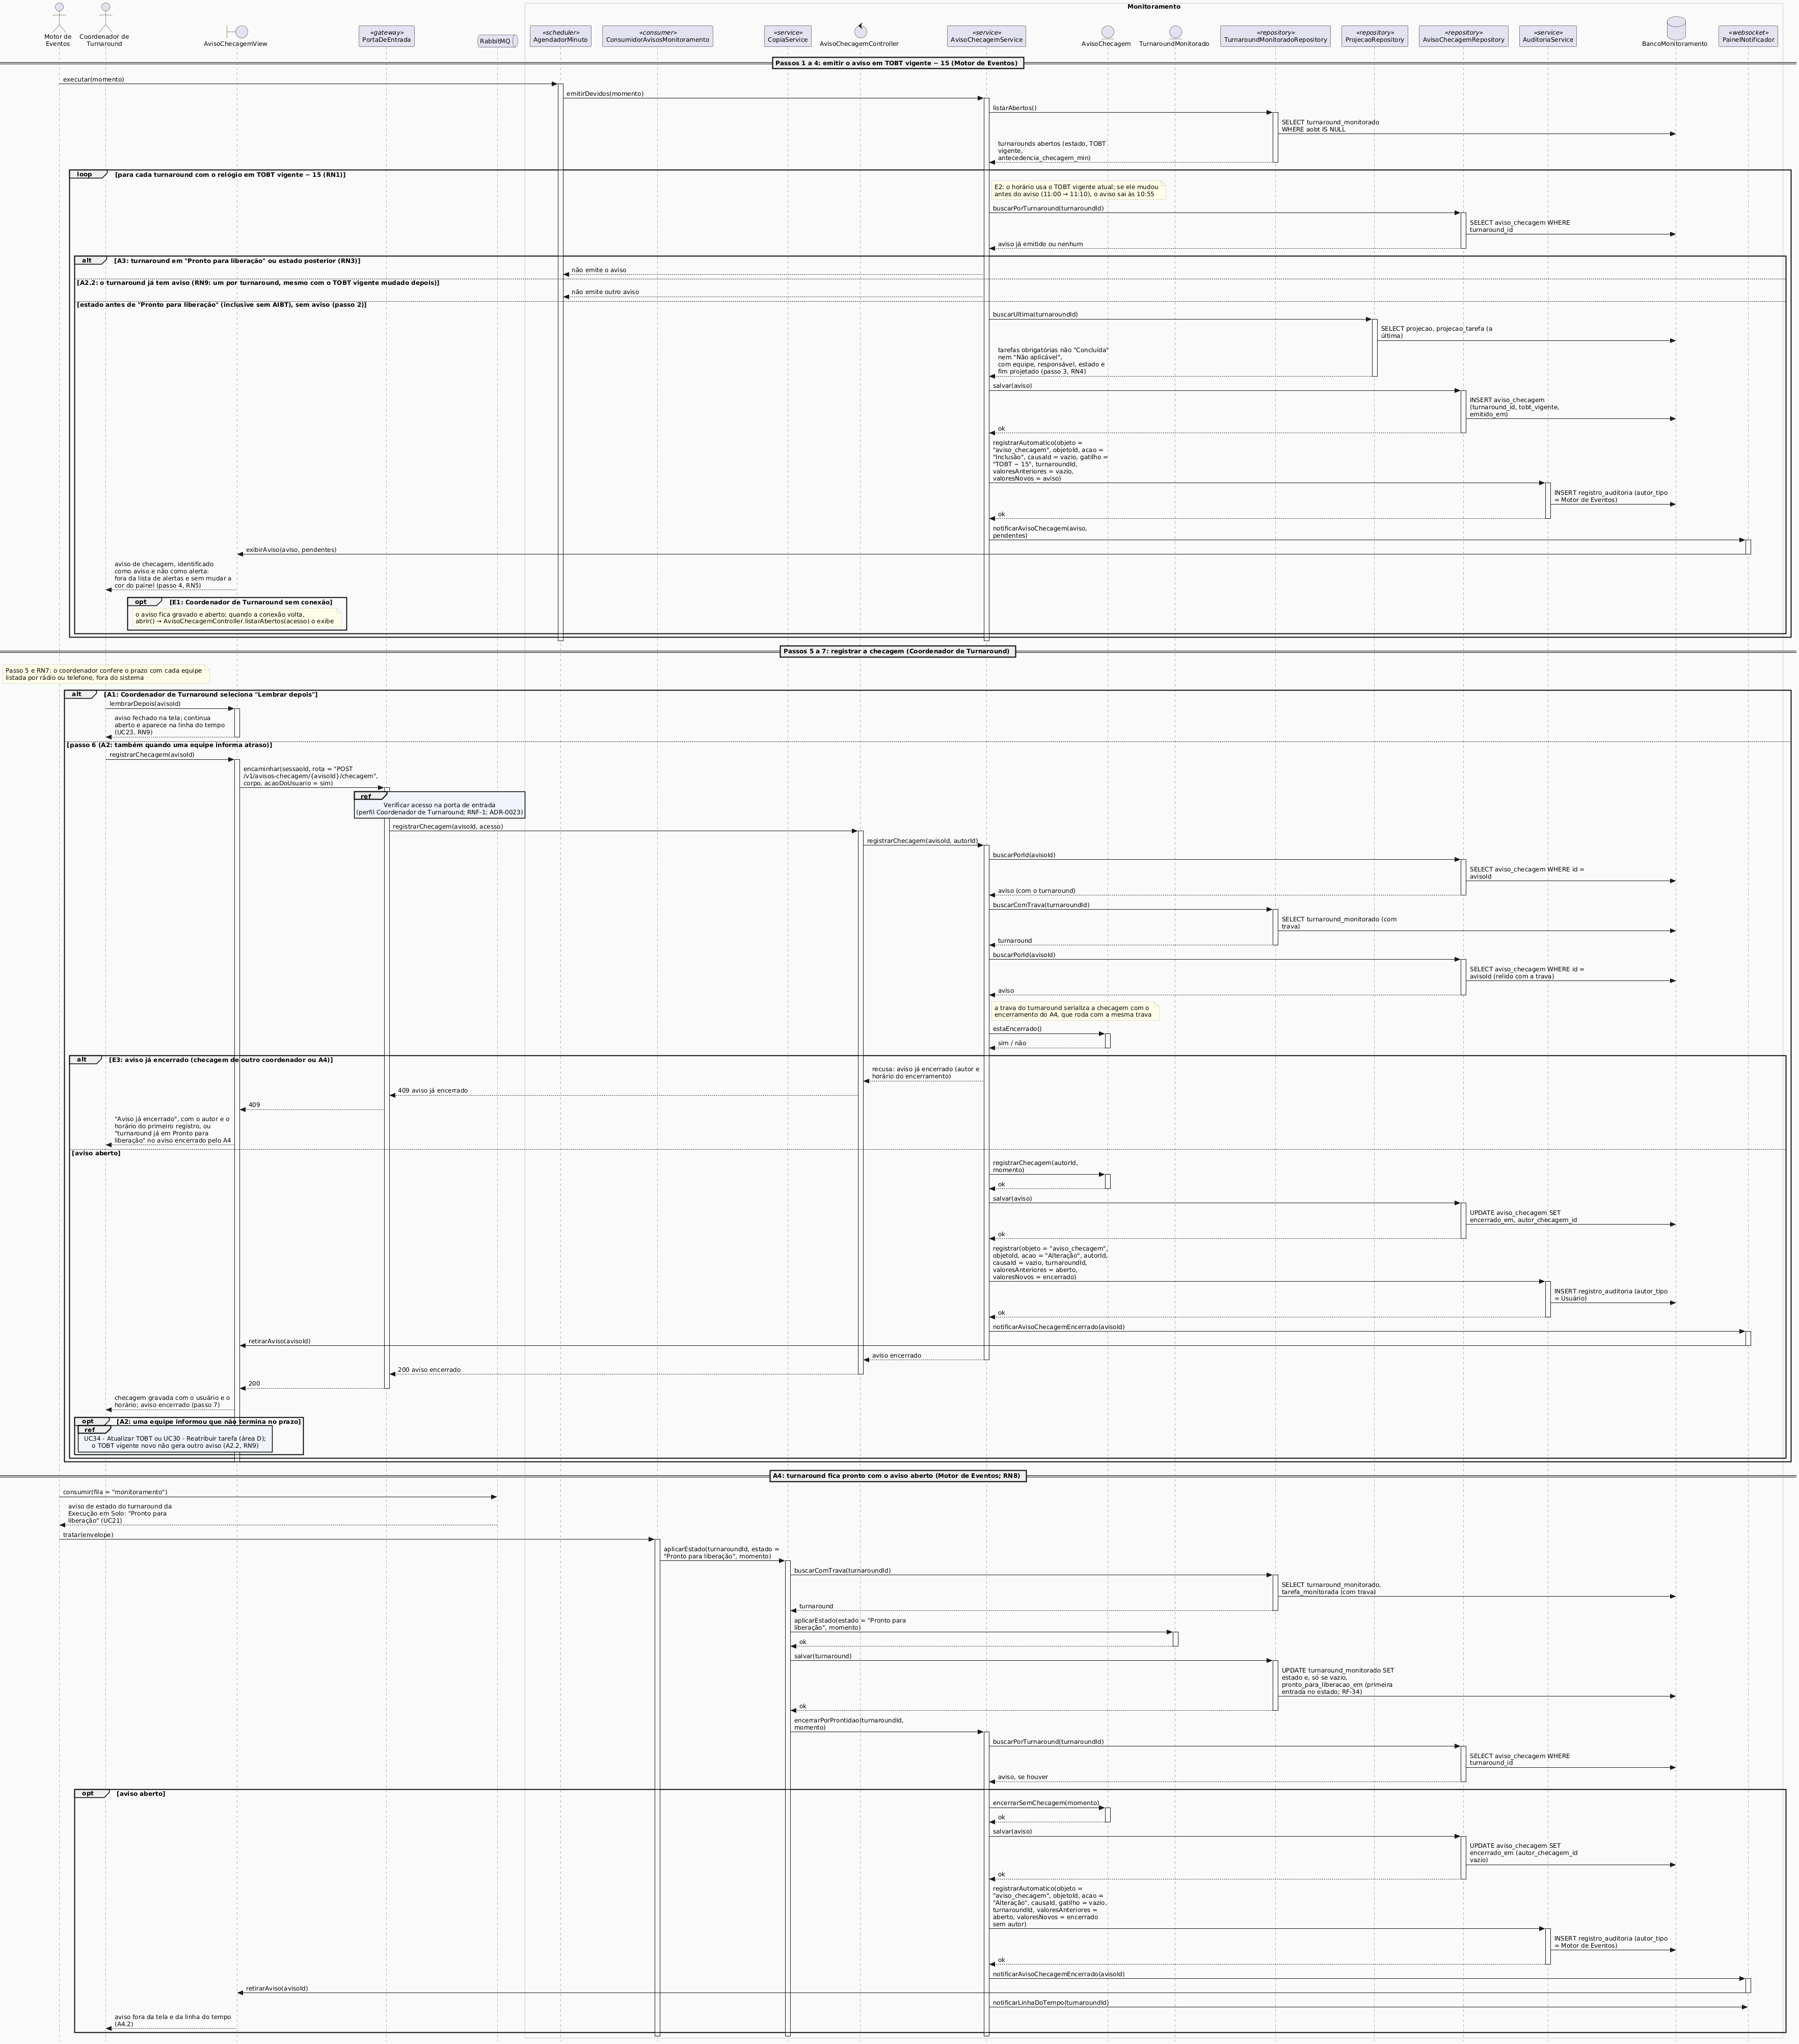 Monitoramento
Motor de
Eventos
Coordenador de
Turnaround
AvisoChecagemView
«gateway»
PortaDeEntrada
RabbitMQ
«scheduler»
AgendadorMinuto
«consumer»
ConsumidorAvisosMonitoramento
«service»
CopiaService
AvisoChecagemController
«service»
AvisoChecagemService
AvisoChecagem
TurnaroundMonitorado
«repository»
TurnaroundMonitoradoRepository
«repository»
ProjecaoRepository
«repository»
AvisoChecagemRepository
«service»
AuditoriaService
BancoMonitoramento
«websocket»
PainelNotificador
Passos 1 a 4: emitir o aviso em TOBT vigente − 15 (Motor de Eventos)
executar(momento)
emitirDevidos(momento)
listarAbertos()
SELECT turnaround_monitorado
WHERE aobt IS NULL
turnarounds abertos (estado, TOBT
vigente,
antecedencia_checagem_min)
loop
[para cada turnaround com o relógio em TOBT vigente − 15 (RN1)]
E2: o horário usa o TOBT vigente atual; se ele mudou
antes do aviso (11:00 → 11:10), o aviso sai às 10:55
buscarPorTurnaround(turnaroundId)
SELECT aviso_checagem WHERE
turnaround_id
aviso já emitido ou nenhum
alt
[A3: turnaround em "Pronto para liberação" ou estado posterior (RN3)]
não emite o aviso
[A2.2: o turnaround já tem aviso (RN9: um por turnaround, mesmo com o TOBT vigente mudado depois)]
não emite outro aviso
[estado antes de "Pronto para liberação" (inclusive sem AIBT), sem aviso (passo 2)]
buscarUltima(turnaroundId)
SELECT projecao, projecao_tarefa (a
última)
tarefas obrigatórias não "Concluída"
nem "Não aplicável",
com equipe, responsável, estado e
fim projetado (passo 3, RN4)
salvar(aviso)
INSERT aviso_checagem
(turnaround_id, tobt_vigente,
emitido_em)
ok
registrarAutomatico(objeto =
"aviso_checagem", objetoId, acao =
"Inclusão", causaId = vazio, gatilho =
"TOBT − 15", turnaroundId,
valoresAnteriores = vazio,
valoresNovos = aviso)
INSERT registro_auditoria (autor_tipo
= Motor de Eventos)
ok
notificarAvisoChecagem(aviso,
pendentes)
exibirAviso(aviso, pendentes)
aviso de checagem, identificado
como aviso e não como alerta:
fora da lista de alertas e sem mudar a
cor do painel (passo 4, RN5)
opt
[E1: Coordenador de Turnaround sem conexão]
o aviso fica gravado e aberto; quando a conexão volta,
abrir() → AvisoChecagemController.listarAbertos(acesso) o exibe
Passos 5 a 7: registrar a checagem (Coordenador de Turnaround)
Passo 5 e RN7: o coordenador confere o prazo com cada equipe
listada por rádio ou telefone, fora do sistema
alt
[A1: Coordenador de Turnaround seleciona "Lembrar depois"]
lembrarDepois(avisoId)
aviso fechado na tela; continua
aberto e aparece na linha do tempo
(UC23, RN9)
[passo 6 (A2: também quando uma equipe informa atraso)]
registrarChecagem(avisoId)
encaminhar(sessaoId, rota = "POST
/v1/avisos-checagem/{avisoId}/checagem",
corpo, acaoDoUsuario = sim)
ref
Verificar acesso na porta de entrada
(perfil Coordenador de Turnaround; RNF-1; ADR-0023)
registrarChecagem(avisoId, acesso)
registrarChecagem(avisoId, autorId)
buscarPorId(avisoId)
SELECT aviso_checagem WHERE id =
avisoId
aviso (com o turnaround)
buscarComTrava(turnaroundId)
SELECT turnaround_monitorado (com
trava)
turnaround
buscarPorId(avisoId)
SELECT aviso_checagem WHERE id =
avisoId (relido com a trava)
aviso
a trava do turnaround serializa a checagem com o
encerramento do A4, que roda com a mesma trava
estaEncerrado()
sim / não
alt
[E3: aviso já encerrado (checagem de outro coordenador ou A4)]
recusa: aviso já encerrado (autor e
horário do encerramento)
409 aviso já encerrado
409
"Aviso já encerrado", com o autor e o
horário do primeiro registro, ou
"turnaround já em Pronto para
liberação" no aviso encerrado pelo A4
[aviso aberto]
registrarChecagem(autorId,
momento)
ok
salvar(aviso)
UPDATE aviso_checagem SET
encerrado_em, autor_checagem_id
ok
registrar(objeto = "aviso_checagem",
objetoId, acao = "Alteração", autorId,
causaId = vazio, turnaroundId,
valoresAnteriores = aberto,
valoresNovos = encerrado)
INSERT registro_auditoria (autor_tipo
= Usuário)
ok
notificarAvisoChecagemEncerrado(avisoId)
retirarAviso(avisoId)
aviso encerrado
200 aviso encerrado
200
checagem gravada com o usuário e o
horário; aviso encerrado (passo 7)
opt
[A2: uma equipe informou que não termina no prazo]
ref
UC34 - Atualizar TOBT ou UC30 - Reatribuir tarefa (área D);
o TOBT vigente novo não gera outro aviso (A2.2, RN9)
A4: turnaround fica pronto com o aviso aberto (Motor de Eventos; RN8)
consumir(fila = "monitoramento")
aviso de estado do turnaround da
Execução em Solo: "Pronto para
liberação" (UC21)
tratar(envelope)
aplicarEstado(turnaroundId, estado =
"Pronto para liberação", momento)
buscarComTrava(turnaroundId)
SELECT turnaround_monitorado,
tarefa_monitorada (com trava)
turnaround
aplicarEstado(estado = "Pronto para
liberação", momento)
ok
salvar(turnaround)
UPDATE turnaround_monitorado SET
estado e, só se vazio,
pronto_para_liberacao_em (primeira
entrada no estado; RF-34)
ok
encerrarPorProntidao(turnaroundId,
momento)
buscarPorTurnaround(turnaroundId)
SELECT aviso_checagem WHERE
turnaround_id
aviso, se houver
opt
[aviso aberto]
encerrarSemChecagem(momento)
ok
salvar(aviso)
UPDATE aviso_checagem SET
encerrado_em (autor_checagem_id
vazio)
ok
registrarAutomatico(objeto =
"aviso_checagem", objetoId, acao =
"Alteração", causaId, gatilho = vazio,
turnaroundId, valoresAnteriores =
aberto, valoresNovos = encerrado
sem autor)
INSERT registro_auditoria (autor_tipo
= Motor de Eventos)
ok
notificarAvisoChecagemEncerrado(avisoId)
retirarAviso(avisoId)
notificarLinhaDoTempo(turnaroundId)
aviso fora da tela e da linha do tempo
(A4.2)